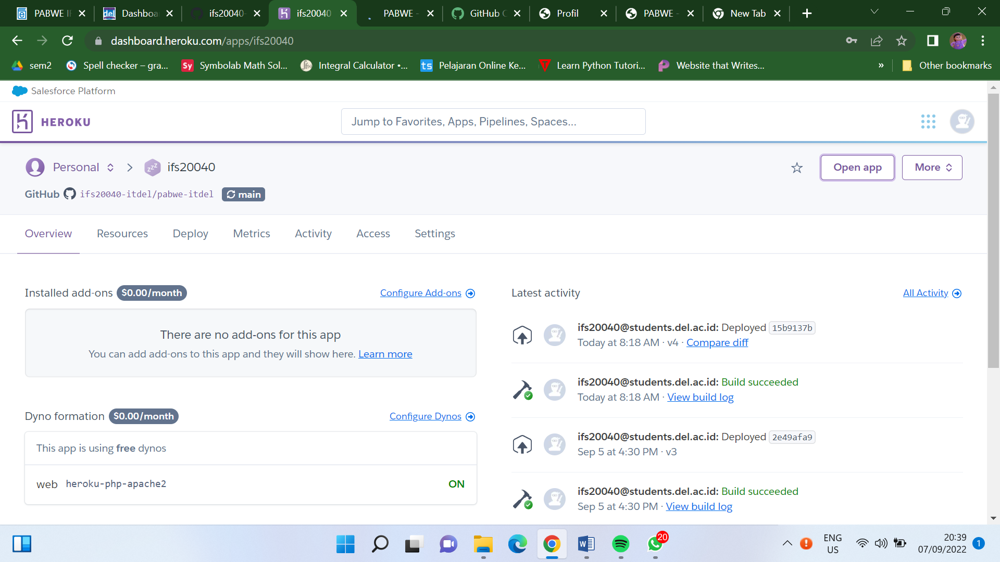 PABWE IF
Dashboa
ifs20040-
ifs20040
PABWE -
GitHub C
Profil
PABWE -
New Tab
dashboard.heroku.com/apps/ifs20040
sem2
Spell checker – gra...
Sy
Symbolab Math Sol...
Integral Calculator •...
ts
Pelajaran Online Ke...
Learn Python Tutori...
Website that Writes...
»
Other bookmarks
Salesforce Platform
HEROKU
Jump to Favorites, Apps, Pipelines, Spaces...
Personal
ifs20040
Open app
More
GitHub ifs20040-itdel/pabwe-itdel main
Overview
Resources
Deploy
Metrics
Activity
Access
Settings
Installed add-ons $0.00/month
Configure Add-ons
There are no add-ons for this app
You can add add-ons to this app and they will show here. Learn more
Dyno formation $0.00/month
Configure Dynos
This app is using free dynos
web heroku-php-apache2 ON
Latest activity
All Activity
ifs20040@students.del.ac.id: Deployed 15b9137b
Today at 8:18 AM · v4 · Compare diff
ifs20040@students.del.ac.id: Build succeeded
Today at 8:18 AM · View build log
ifs20040@students.del.ac.id: Deployed 2e49afa9
Sep 5 at 4:30 PM · v3
ifs20040@students.del.ac.id: Build succeeded
Sep 5 at 4:30 PM · View build log
20
ENG
US
20:39
07/09/2022
1